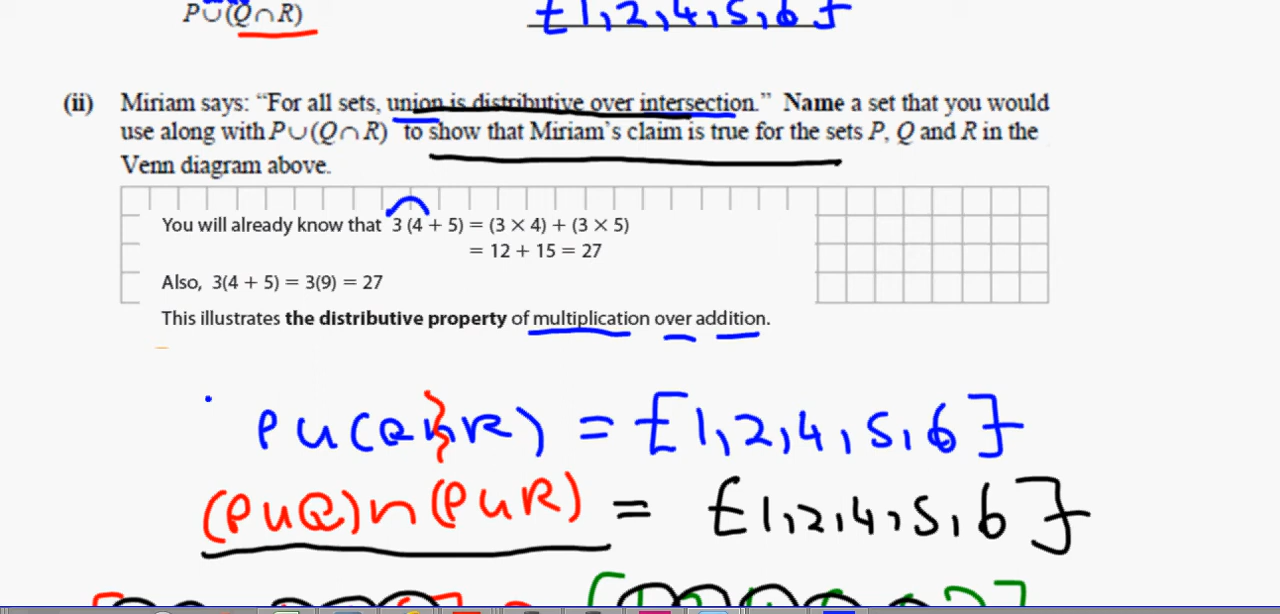 P∪(Q∩R) {1,2,4,5,6}
(ii) Miriam says: “For all sets, union is distributive over intersection.” Name a set that you would
use along with P∪(Q∩R) to show that Miriam’s claim is true for the sets P, Q and R in the
Venn diagram above.
You will already know that 3 (4 + 5) = (3 × 4) + (3 × 5)
= 12 + 15 = 27
Also, 3(4 + 5) = 3(9) = 27
This illustrates the distributive property of multiplication over addition.
P∪(Q∩R) = {1,2,4,5,6}
(P∪Q)∩(P∪R) = {1,2,4,5,6}